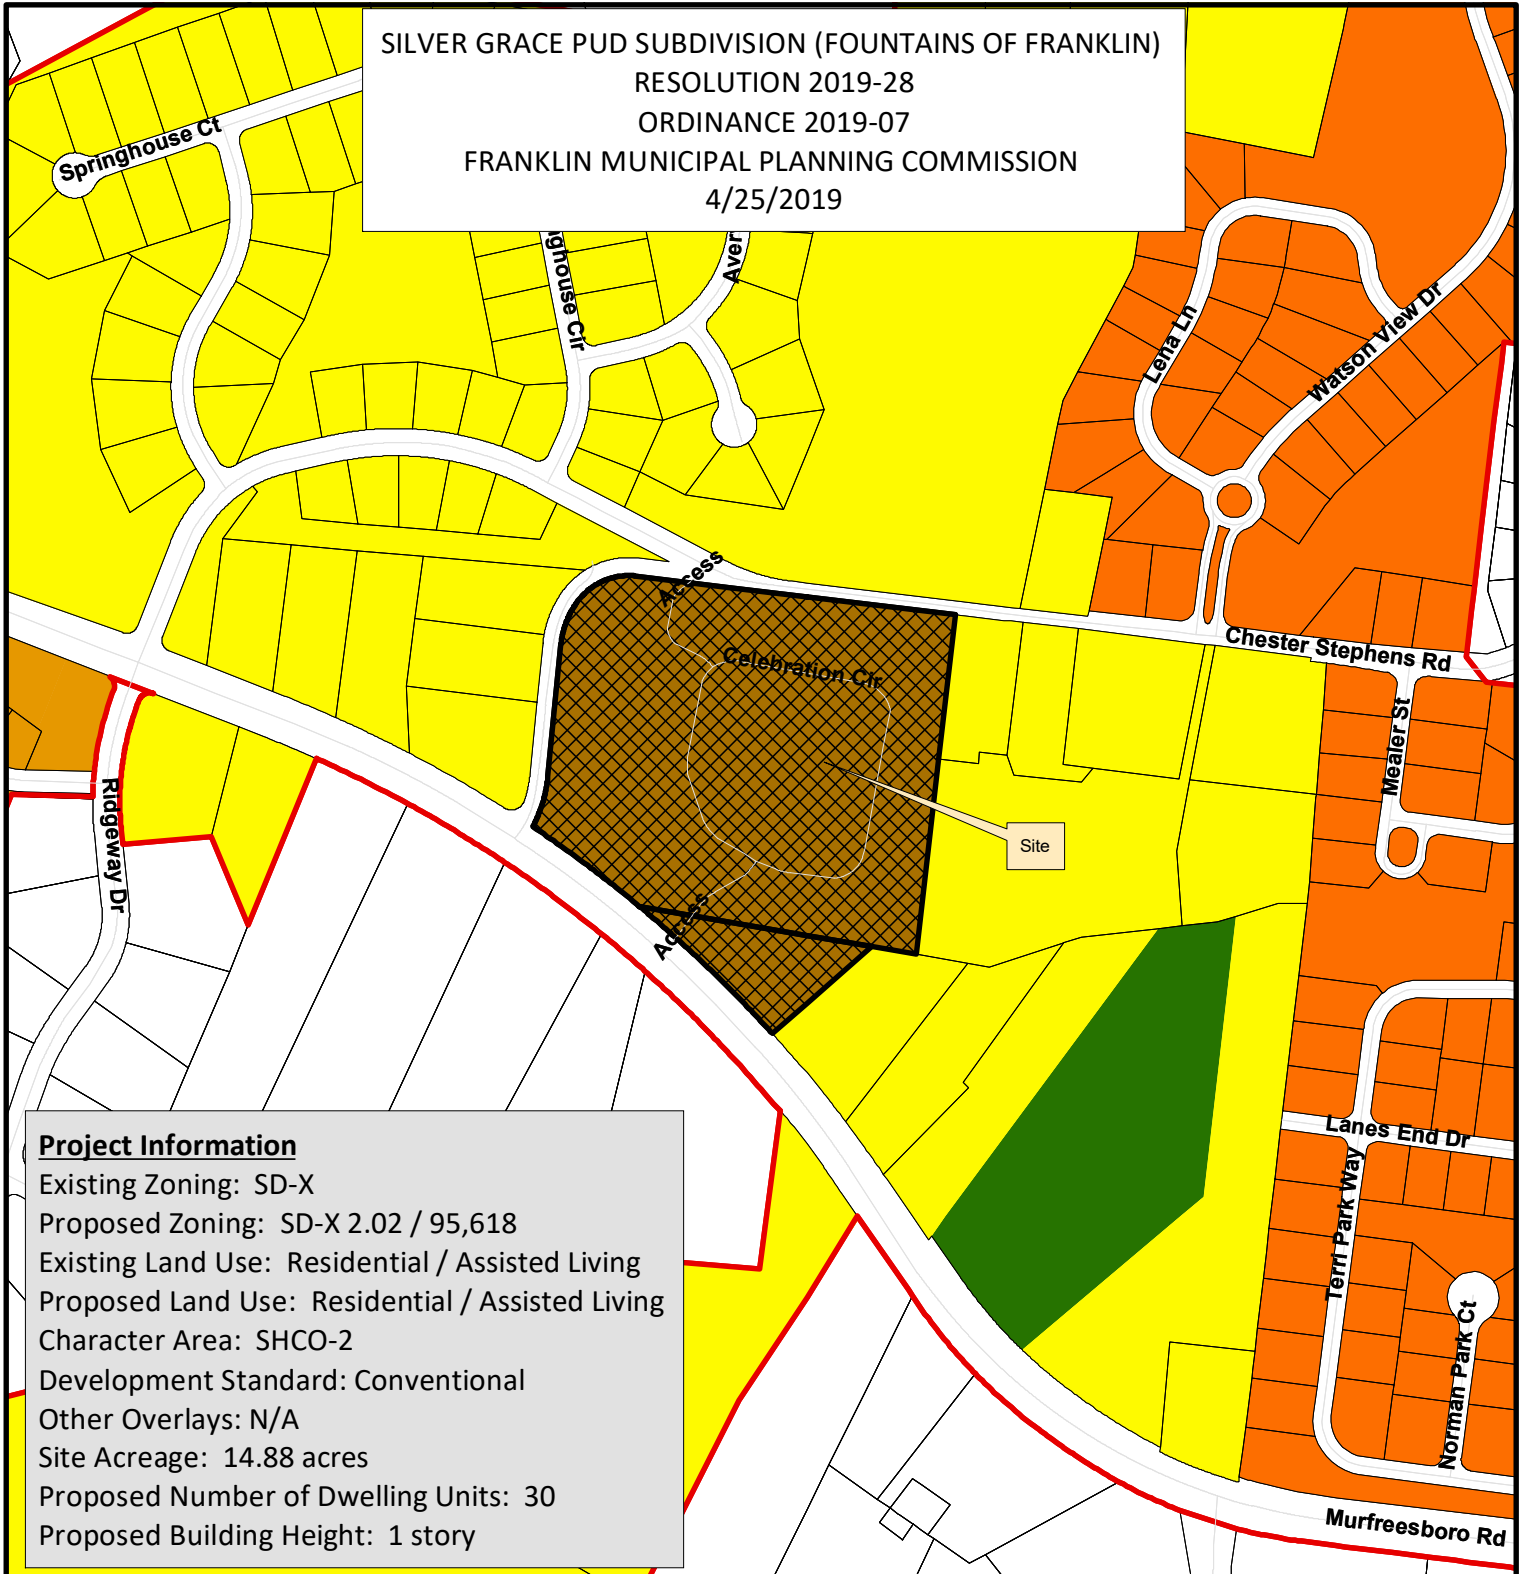 SILVER GRACE PUD SUBDIVISION (FOUNTAINS OF FRANKLIN)
RESOLUTION 2019-28
ORDINANCE 2019-07
FRANKLIN MUNICIPAL PLANNING COMMISSION
4/25/2019
Springhouse Ct
nghouse Cir
Aver
Lena Ln
Watson View Dr
Access
Celebration Cir
Chester Stephens Rd
Mealer St
Ridgeway Dr
Site
Access
Lanes End Dr
Terri Park Way
Norman Park Ct
Murfreesboro Rd
Project Information
Existing Zoning: SD-X
Proposed Zoning: SD-X 2.02 / 95,618
Existing Land Use: Residential / Assisted Living
Proposed Land Use: Residential / Assisted Living
Character Area: SHCO-2
Development Standard: Conventional
Other Overlays: N/A
Site Acreage: 14.88 acres
Proposed Number of Dwelling Units: 30
Proposed Building Height: 1 story